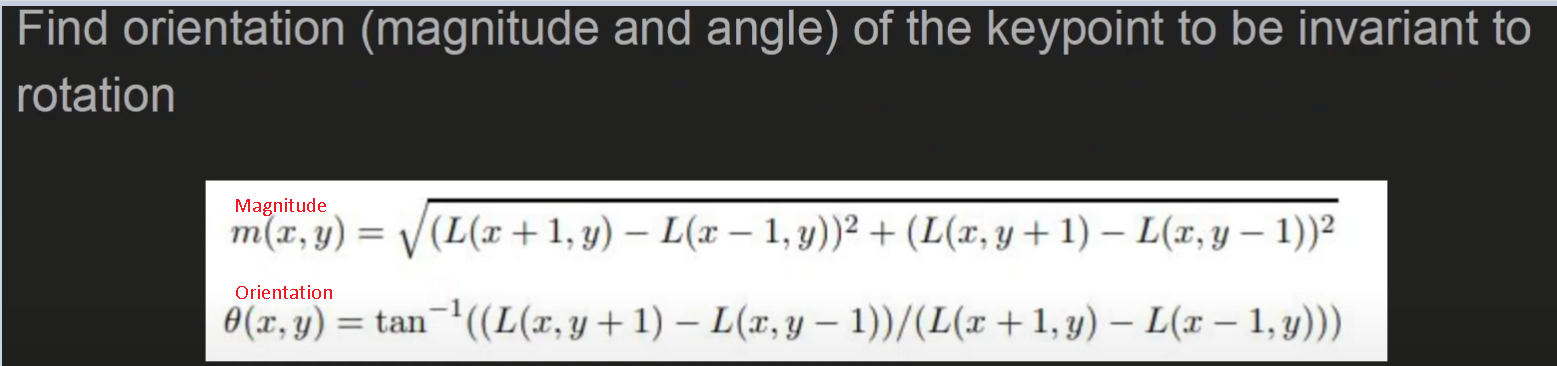 Find orientation (magnitude and angle) of the keypoint to be invariant to
rotation
Magnitude
m(x, y) = √(L(x + 1, y) − L(x − 1, y))² + (L(x, y + 1) − L(x, y − 1))²
Orientation
θ(x, y) = tan⁻¹((L(x, y + 1) − L(x, y − 1))/(L(x + 1, y) − L(x − 1, y)))